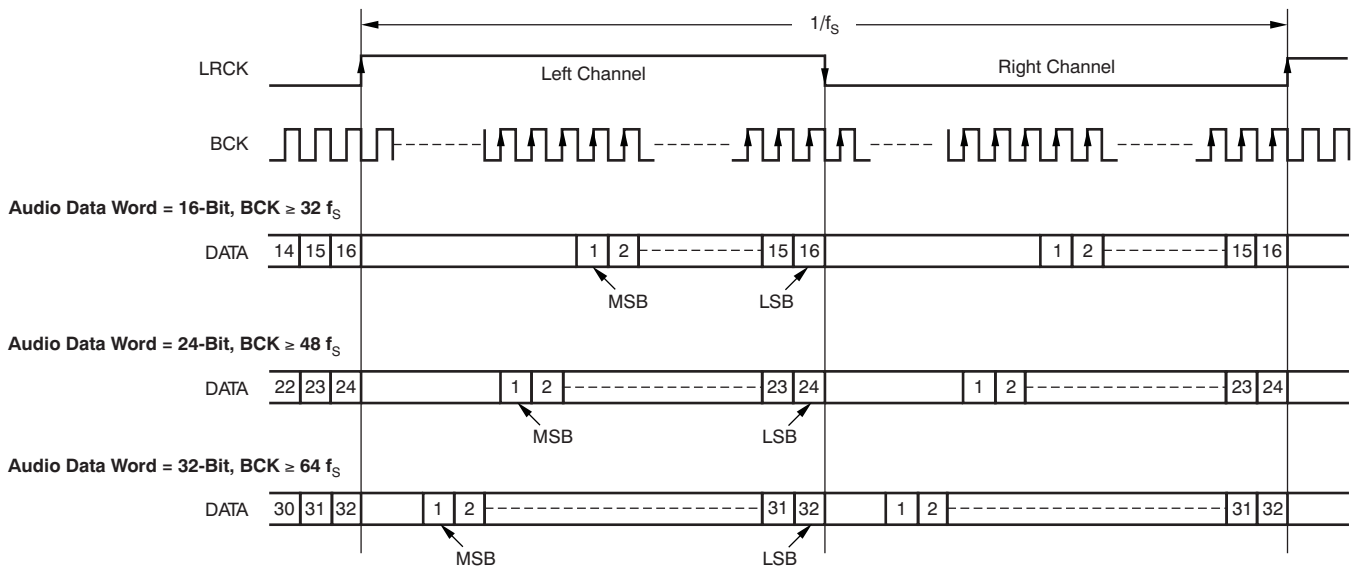 1/fS
LRCK
Left Channel
Right Channel
BCK
Audio Data Word = 16-Bit, BCK ≥ 32 fS
DATA 14 15 16 1 2 15 16 1 2 15 16
MSB LSB
Audio Data Word = 24-Bit, BCK ≥ 48 fS
DATA 22 23 24 1 2 23 24 1 2 23 24
MSB LSB
Audio Data Word = 32-Bit, BCK ≥ 64 fS
DATA 30 31 32 1 2 31 32 1 2 31 32
MSB LSB